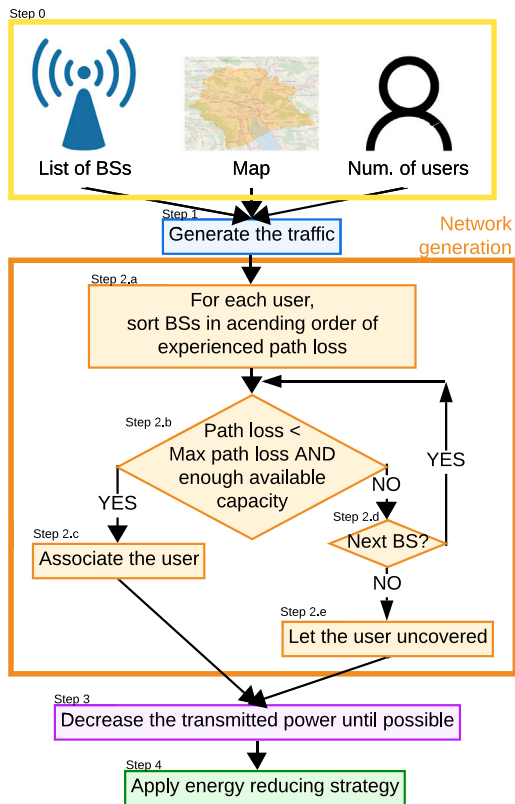 Step 0
List of BSs
Map
Num. of users
Step 1
Generate the traffic
Network
generation
Step 2.a
For each user,
sort BSs in acending order of
experienced path loss
Step 2.b
Path loss <
Max path loss AND
enough available
capacity
YES
YES
NO
Step 2.c
Associate the user
Step 2.d
Next BS?
NO
Step 2.e
Let the user uncovered
Step 3
Decrease the transmitted power until possible
Step 4
Apply energy reducing strategy